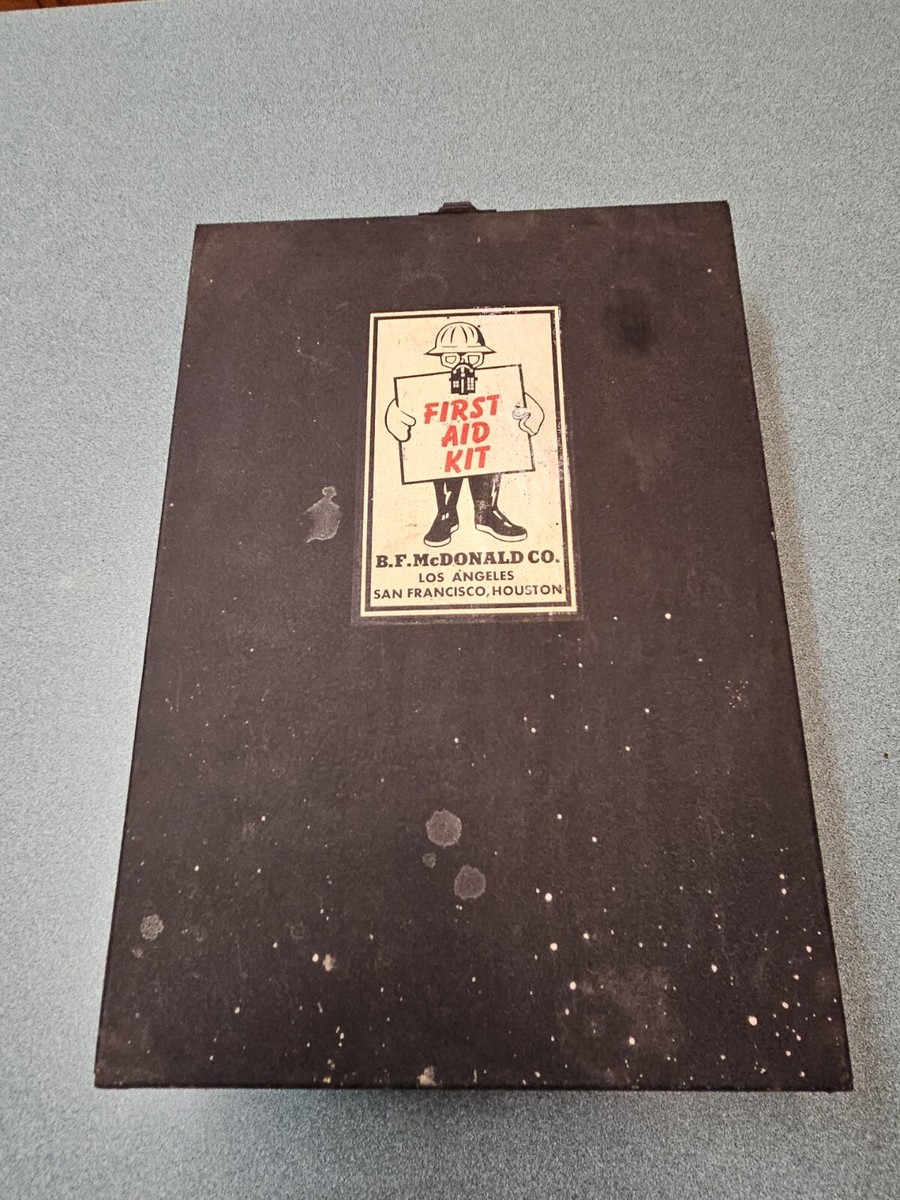 FIRST
AID
KIT
B.F. McDONALD CO.
LOS ANGELES
SAN FRANCISCO, HOUSTON